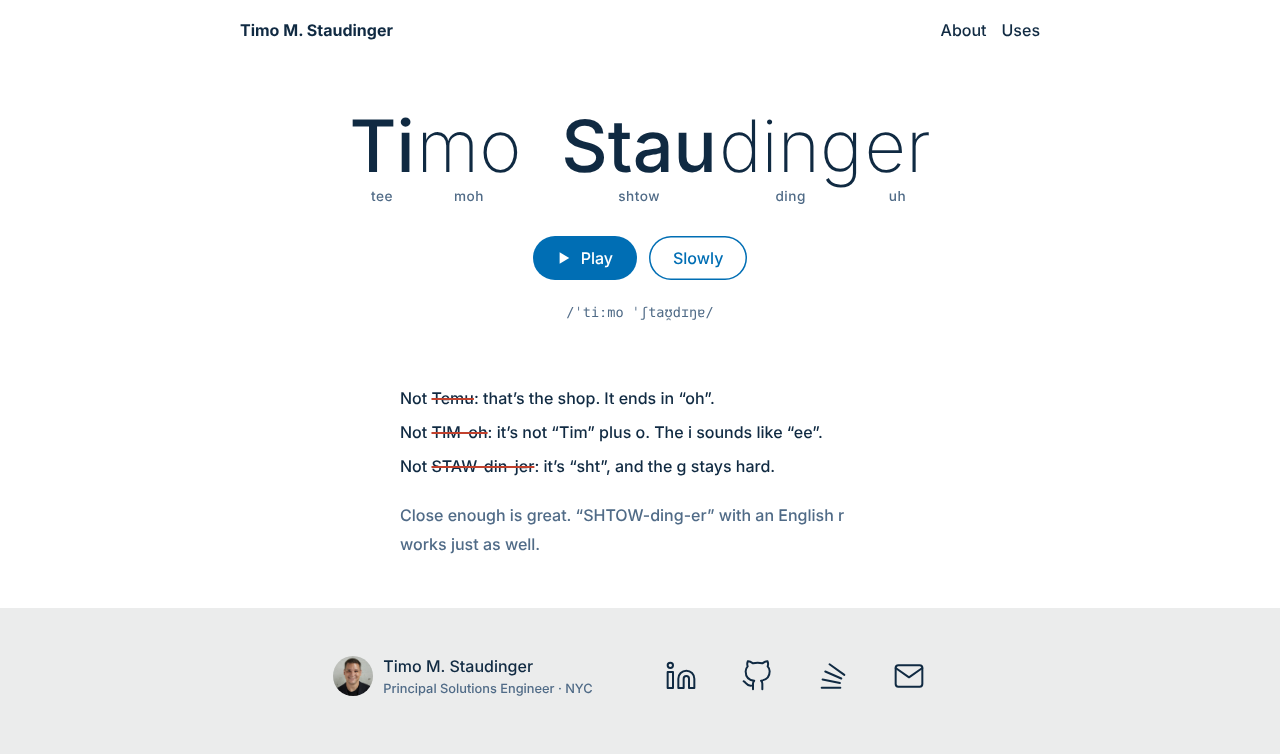 Timo M. Staudinger
About Uses
Timo Staudinger
tee moh shtow ding uh
Play Slowly
/ˈtiːmo ˈʃtaʊ̯dɪŋɐ/
Not Temu: that’s the shop. It ends in “oh”.
Not TIM-oh: it’s not “Tim” plus o. The i sounds like “ee”.
Not STAW-din-jer: it’s “sht”, and the g stays hard.
Close enough is great. “SHTOW-ding-er” with an English r
works just as well.
Timo M. Staudinger
Principal Solutions Engineer · NYC